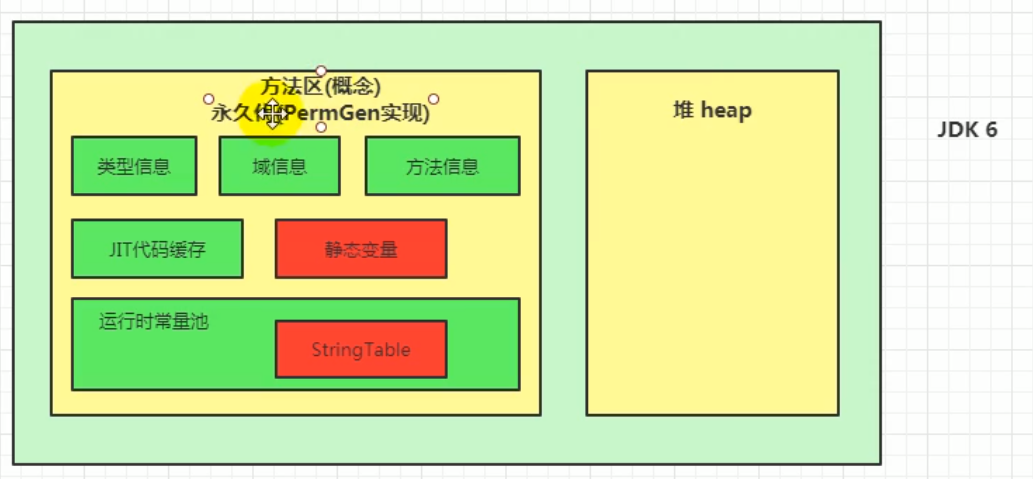 方法区(概念)
永久 PermGen实现)
堆 heap
JDK 6
类型信息
域信息
方法信息
JIT代码缓存
静态变量
运行时常量池
StringTable